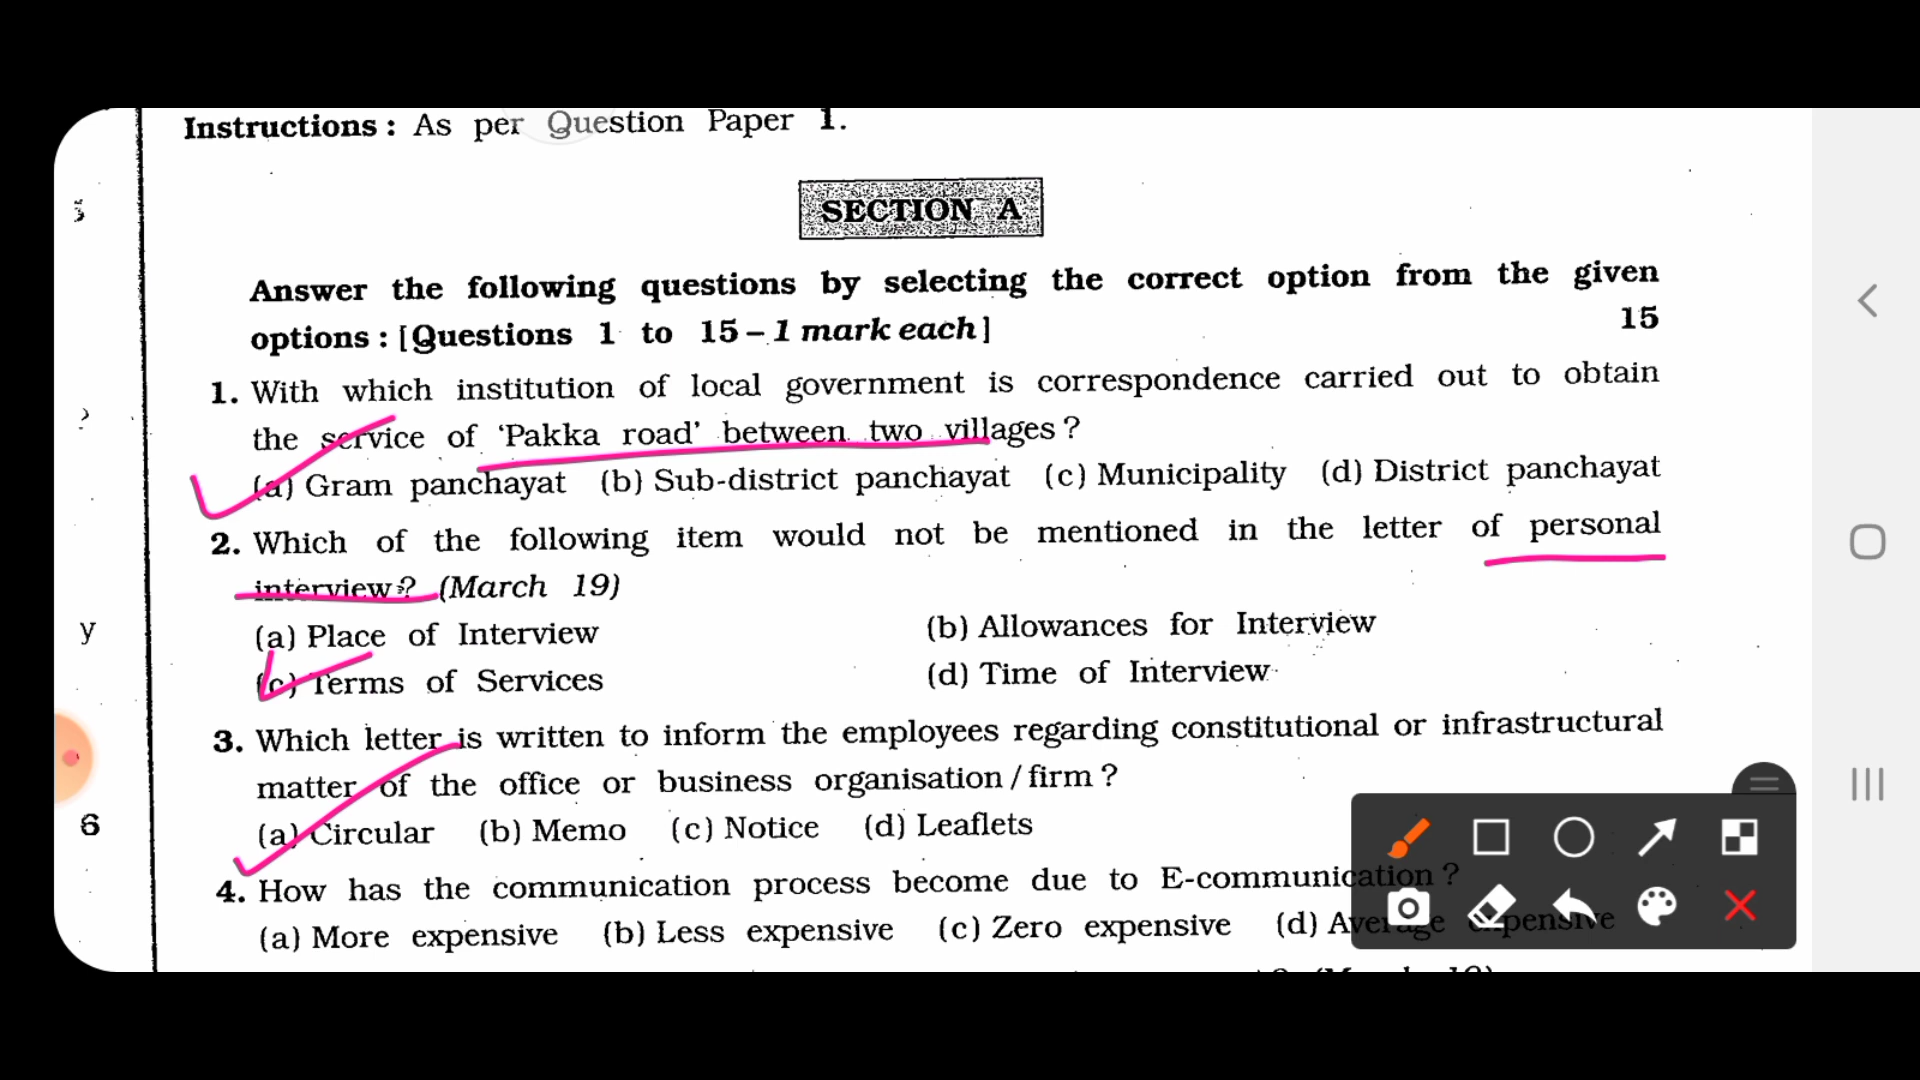 Instructions : As per Question Paper 1.
SECTION A
Answer the following questions by selecting the correct option from the given
options : [Questions 1 to 15 – 1 mark each] 15
1. With which institution of local government is correspondence carried out to obtain
the service of ‘Pakka road’ between two villages ?
(a) Gram panchayat (b) Sub-district panchayat (c) Municipality (d) District panchayat
2. Which of the following item would not be mentioned in the letter of personal
interview ? (March 19)
(a) Place of Interview (b) Allowances for Interview
(c) Terms of Services (d) Time of Interview
y
3. Which letter is written to inform the employees regarding constitutional or infrastructural
matter of the office or business organisation / firm ?
6
(a) Circular (b) Memo (c) Notice (d) Leaflets
4. How has the communication process become due to E-communication ?
(a) More expensive (b) Less expensive (c) Zero expensive (d) Average expensive